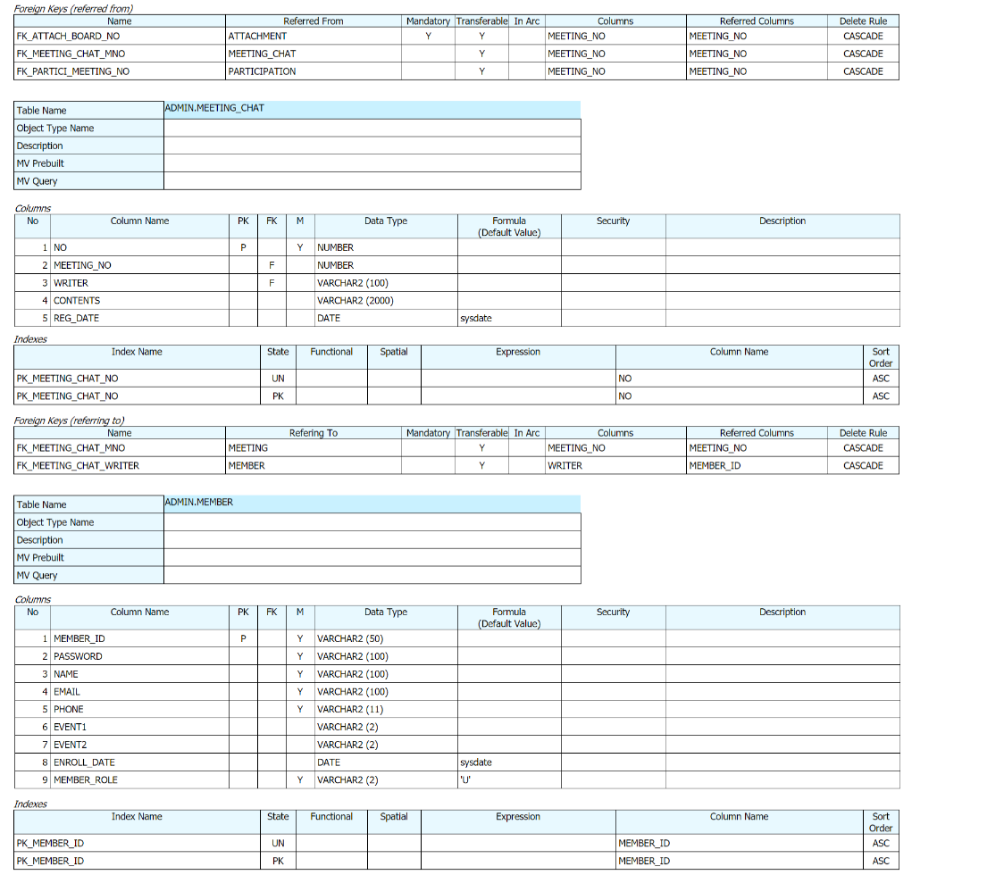 Foreign Keys (referred from)
Name Referred From Mandatory Transferable In Arc Columns Referred Columns Delete Rule
FK_ATTACH_BOARD_NO ATTACHMENT Y Y MEETING_NO MEETING_NO CASCADE
FK_MEETING_CHAT_MNO MEETING_CHAT Y MEETING_NO MEETING_NO CASCADE
FK_PARTICI_MEETING_NO PARTICIPATION Y MEETING_NO MEETING_NO CASCADE
Table Name ADMIN.MEETING_CHAT
Object Type Name
Description
MV Prebuilt
MV Query
Columns
No Column Name PK FK M Data Type Formula Security Description
(Default Value)
1 NO P Y NUMBER
2 MEETING_NO F NUMBER
3 WRITER F VARCHAR2 (100)
4 CONTENTS VARCHAR2 (2000)
5 REG_DATE DATE sysdate
Indexes
Index Name State Functional Spatial Expression Column Name Sort
Order
PK_MEETING_CHAT_NO UN NO ASC
PK_MEETING_CHAT_NO PK NO ASC
Foreign Keys (referring to)
Name Refering To Mandatory Transferable In Arc Columns Referred Columns Delete Rule
FK_MEETING_CHAT_MNO MEETING Y MEETING_NO MEETING_NO CASCADE
FK_MEETING_CHAT_WRITER MEMBER Y WRITER MEMBER_ID CASCADE
Table Name ADMIN.MEMBER
Object Type Name
Description
MV Prebuilt
MV Query
Columns
No Column Name PK FK M Data Type Formula Security Description
(Default Value)
1 MEMBER_ID P Y VARCHAR2 (50)
2 PASSWORD Y VARCHAR2 (100)
3 NAME Y VARCHAR2 (100)
4 EMAIL Y VARCHAR2 (100)
5 PHONE Y VARCHAR2 (11)
6 EVENT1 VARCHAR2 (2)
7 EVENT2 VARCHAR2 (2)
8 ENROLL_DATE DATE sysdate
9 MEMBER_ROLE Y VARCHAR2 (2) 'U'
Indexes
Index Name State Functional Spatial Expression Column Name Sort
Order
PK_MEMBER_ID UN MEMBER_ID ASC
PK_MEMBER_ID PK MEMBER_ID ASC